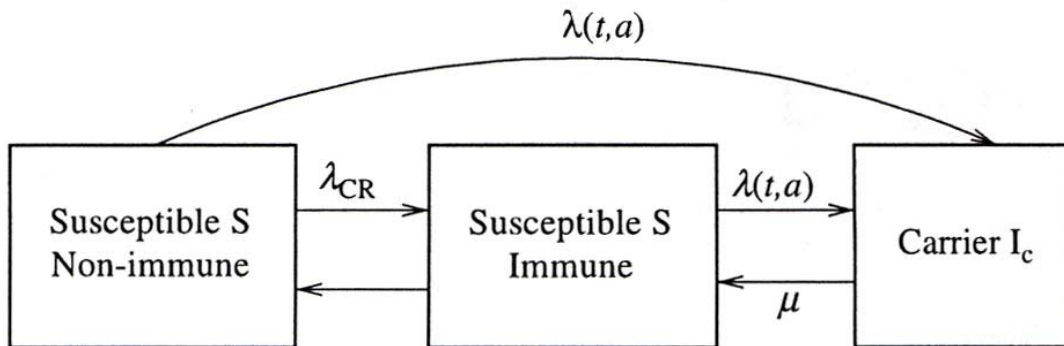 λ(t,a)
λ_CR
λ(t,a)
Susceptible S
Non-immune
Susceptible S
Immune
Carrier I_c
μ